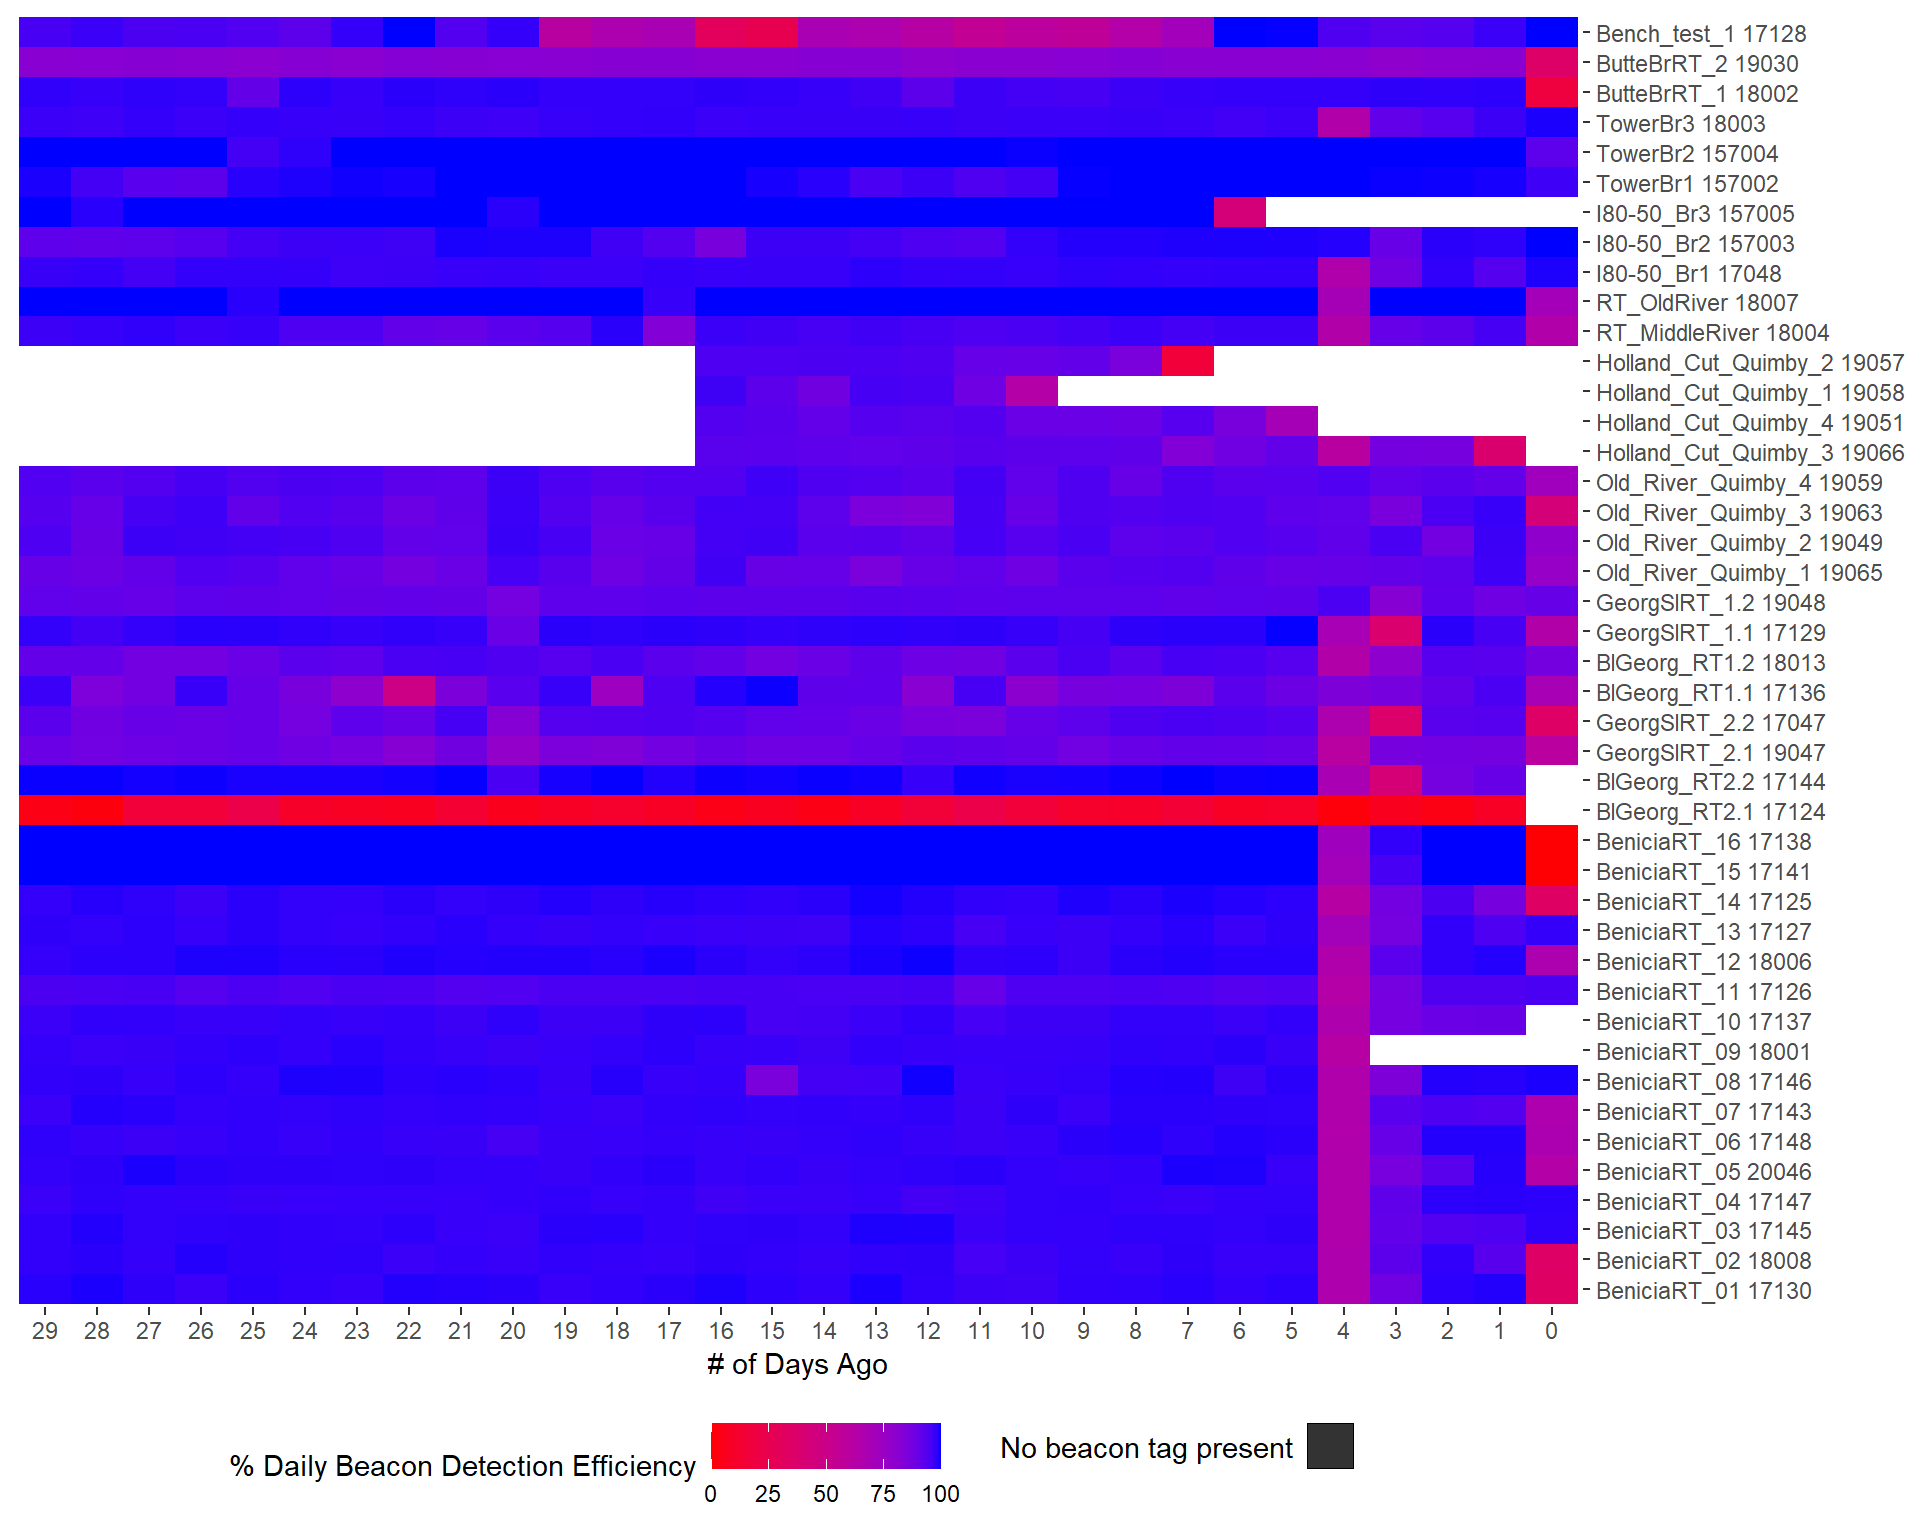 Bench_test_1 17128
ButteBrRT_2 19030
ButteBrRT_1 18002
TowerBr3 18003
TowerBr2 157004
TowerBr1 157002
I80-50_Br3 157005
I80-50_Br2 157003
I80-50_Br1 17048
RT_OldRiver 18007
RT_MiddleRiver 18004
Holland_Cut_Quimby_2 19057
Holland_Cut_Quimby_1 19058
Holland_Cut_Quimby_4 19051
Holland_Cut_Quimby_3 19066
Old_River_Quimby_4 19059
Old_River_Quimby_3 19063
Old_River_Quimby_2 19049
Old_River_Quimby_1 19065
GeorgSlRT_1.2 19048
GeorgSlRT_1.1 17129
BlGeorg_RT1.2 18013
BlGeorg_RT1.1 17136
GeorgSlRT_2.2 17047
GeorgSlRT_2.1 19047
BlGeorg_RT2.2 17144
BlGeorg_RT2.1 17124
BeniciaRT_16 17138
BeniciaRT_15 17141
BeniciaRT_14 17125
BeniciaRT_13 17127
BeniciaRT_12 18006
BeniciaRT_11 17126
BeniciaRT_10 17137
BeniciaRT_09 18001
BeniciaRT_08 17146
BeniciaRT_07 17143
BeniciaRT_06 17148
BeniciaRT_05 20046
BeniciaRT_04 17147
BeniciaRT_03 17145
BeniciaRT_02 18008
BeniciaRT_01 17130
29 28 27 26 25 24 23 22 21 20 19 18 17 16 15 14 13 12 11 10 9 8 7 6 5 4 3 2 1 0
# of Days Ago
% Daily Beacon Detection Efficiency
0 25 50 75 100
No beacon tag present